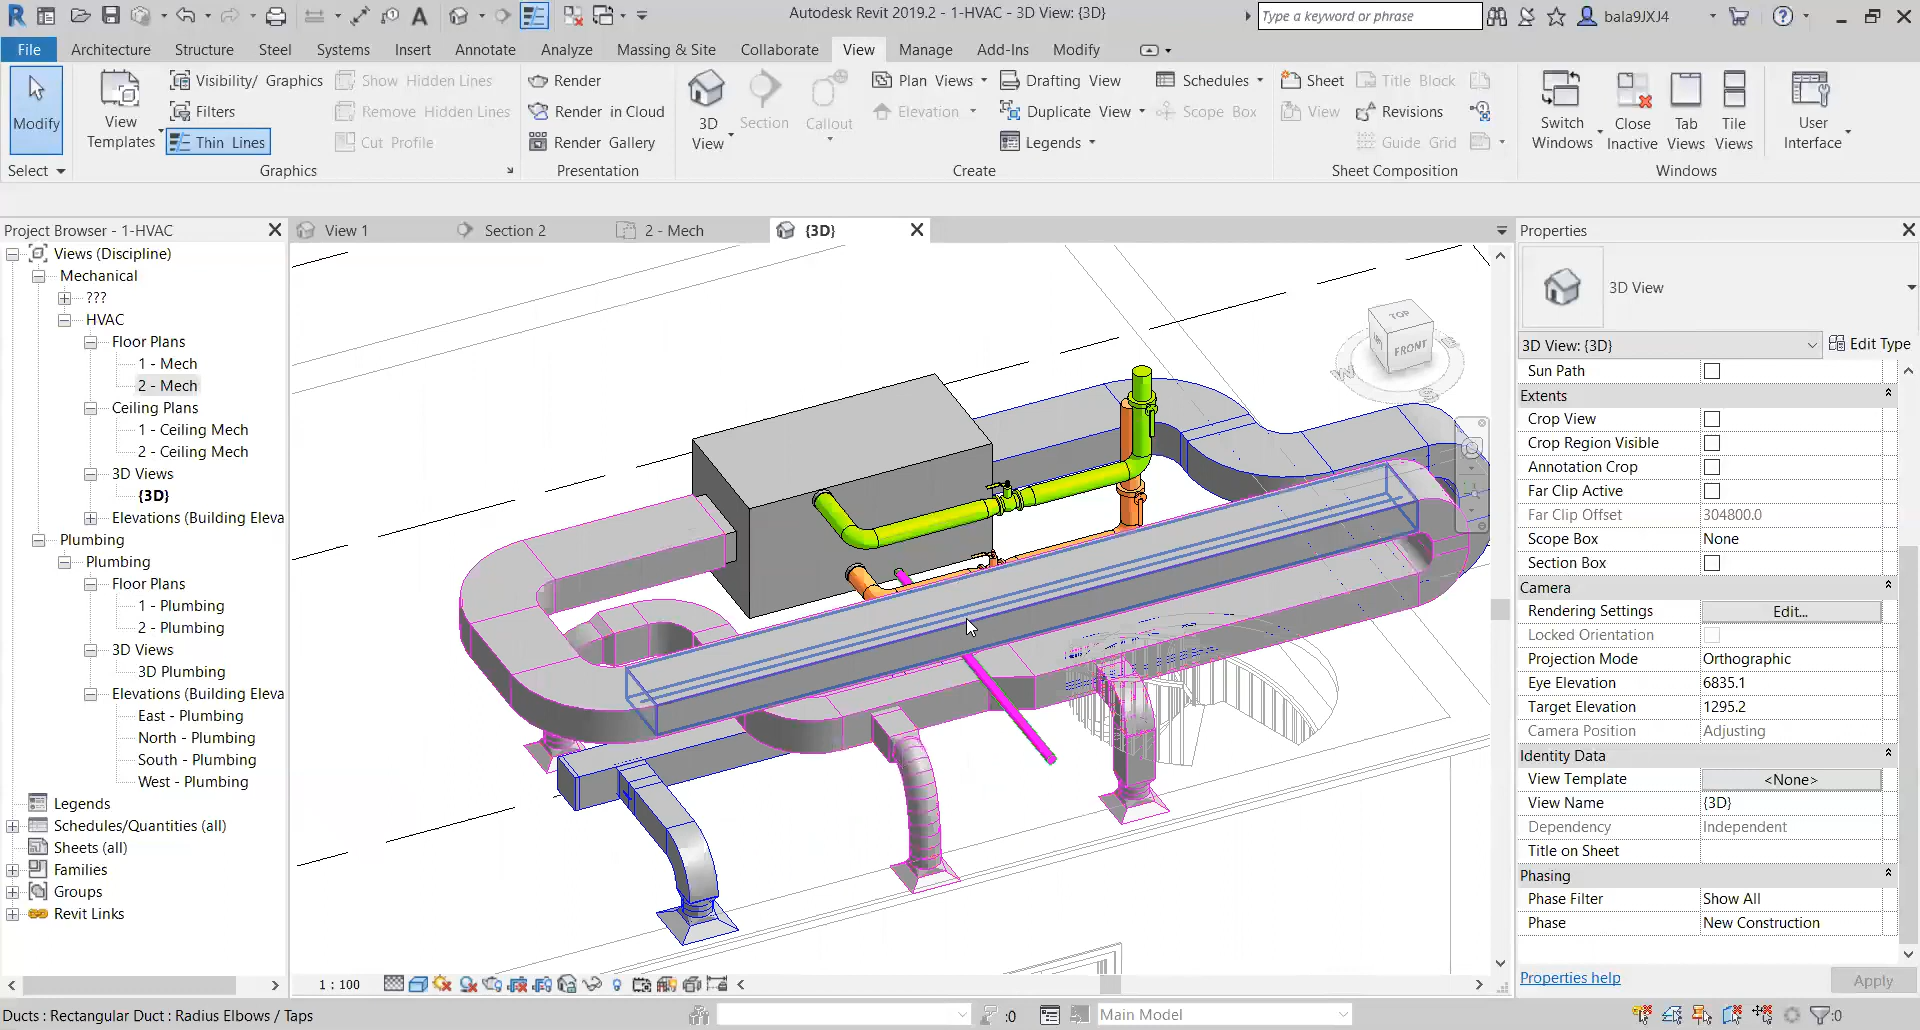 Autodesk Revit 2019.2 - 1-HVAC - 3D View: {3D}
Type a keyword or phrase
bala9JXJ4
File Architecture Structure Steel Systems Insert Annotate Analyze Massing & Site Collaborate View Manage Add-Ins Modify
Modify
Select
View Templates
Visibility/ Graphics
Filters
Thin Lines
Show Hidden Lines
Remove Hidden Lines
Cut Profile
Graphics
Render
Render in Cloud
Render Gallery
Presentation
3D View
Section
Callout
Plan Views
Elevation
Drafting View
Duplicate View
Legends
Schedules
Scope Box
Create
Sheet
View
Title Block
Revisions
Guide Grid
Sheet Composition
Switch Windows
Close Inactive
Tab Views
Tile Views
Windows
User Interface
Project Browser - 1-HVAC
Views (Discipline)
Mechanical
???
HVAC
Floor Plans
1 - Mech
2 - Mech
Ceiling Plans
1 - Ceiling Mech
2 - Ceiling Mech
3D Views
{3D}
Elevations (Building Eleva
Plumbing
Plumbing
Floor Plans
1 - Plumbing
2 - Plumbing
3D Views
3D Plumbing
Elevations (Building Eleva
East - Plumbing
North - Plumbing
South - Plumbing
West - Plumbing
Legends
Schedules/Quantities (all)
Sheets (all)
Families
Groups
Revit Links
View 1
Section 2
2 - Mech
{3D}
TOP
FRONT
W
S
1 : 100
Properties
3D View
3D View: {3D}
Edit Type
Sun Path
Extents
Crop View
Crop Region Visible
Annotation Crop
Far Clip Active
Far Clip Offset 304800.0
Scope Box None
Section Box
Camera
Rendering Settings Edit...
Locked Orientation
Projection Mode Orthographic
Eye Elevation 6835.1
Target Elevation 1295.2
Camera Position Adjusting
Identity Data
View Template <None>
View Name {3D}
Dependency Independent
Title on Sheet
Phasing
Phase Filter Show All
Phase New Construction
Properties help
Apply
Ducts : Rectangular Duct : Radius Elbows / Taps
:0
Main Model
:0